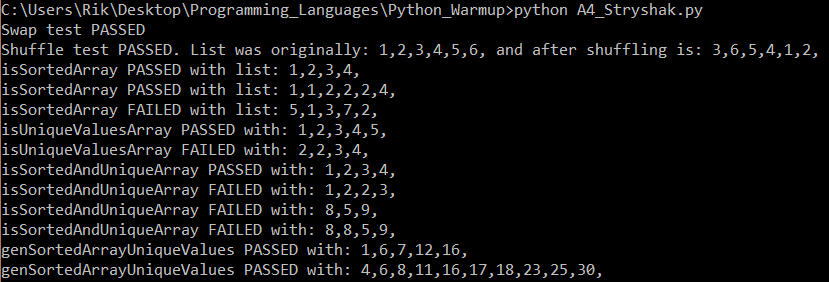 C:\Users\Rik\Desktop\Programming_Languages\Python_Warmup>python A4_Stryshak.py
Swap test PASSED
Shuffle test PASSED. List was originally: 1,2,3,4,5,6, and after shuffling is: 3,6,5,4,1,2,
isSortedArray PASSED with list: 1,2,3,4,
isSortedArray PASSED with list: 1,1,2,2,2,4,
isSortedArray FAILED with list: 5,1,3,7,2,
isUniqueValuesArray PASSED with: 1,2,3,4,5,
isUniqueValuesArray FAILED with: 2,2,3,4,
isSortedAndUniqueArray PASSED with: 1,2,3,4,
isSortedAndUniqueArray FAILED with: 1,2,2,3,
isSortedAndUniqueArray FAILED with: 8,5,9,
isSortedAndUniqueArray FAILED with: 8,8,5,9,
genSortedArrayUniqueValues PASSED with: 1,6,7,12,16,
genSortedArrayUniqueValues PASSED with: 4,6,8,11,16,17,18,23,25,30,